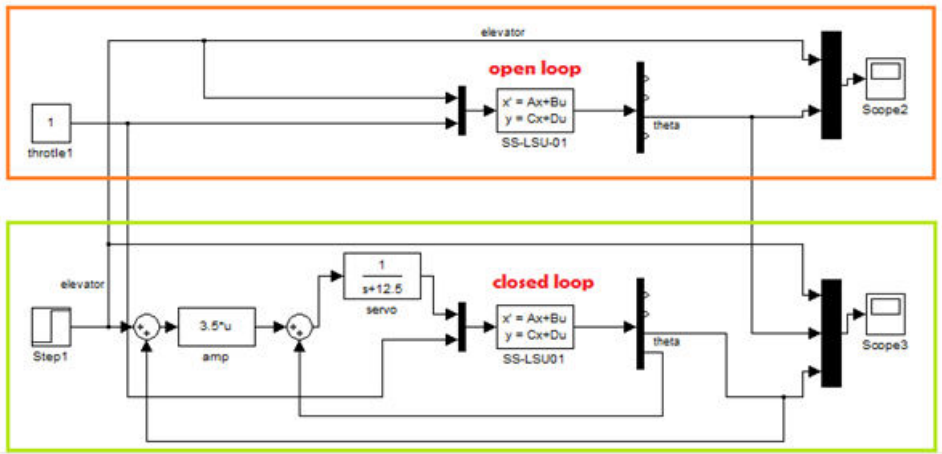 elevator
open loop
1
x' = Ax+Bu
y = Cx+Du
Scope2
theta
throtle1
SS-LSU-01
elevator
closed loop
1
s+12.5
servo
3.5*u
x' = Ax+Bu
y = Cx+Du
theta
Scope3
Step1
amp
SS-LSU01
+
+
+
+